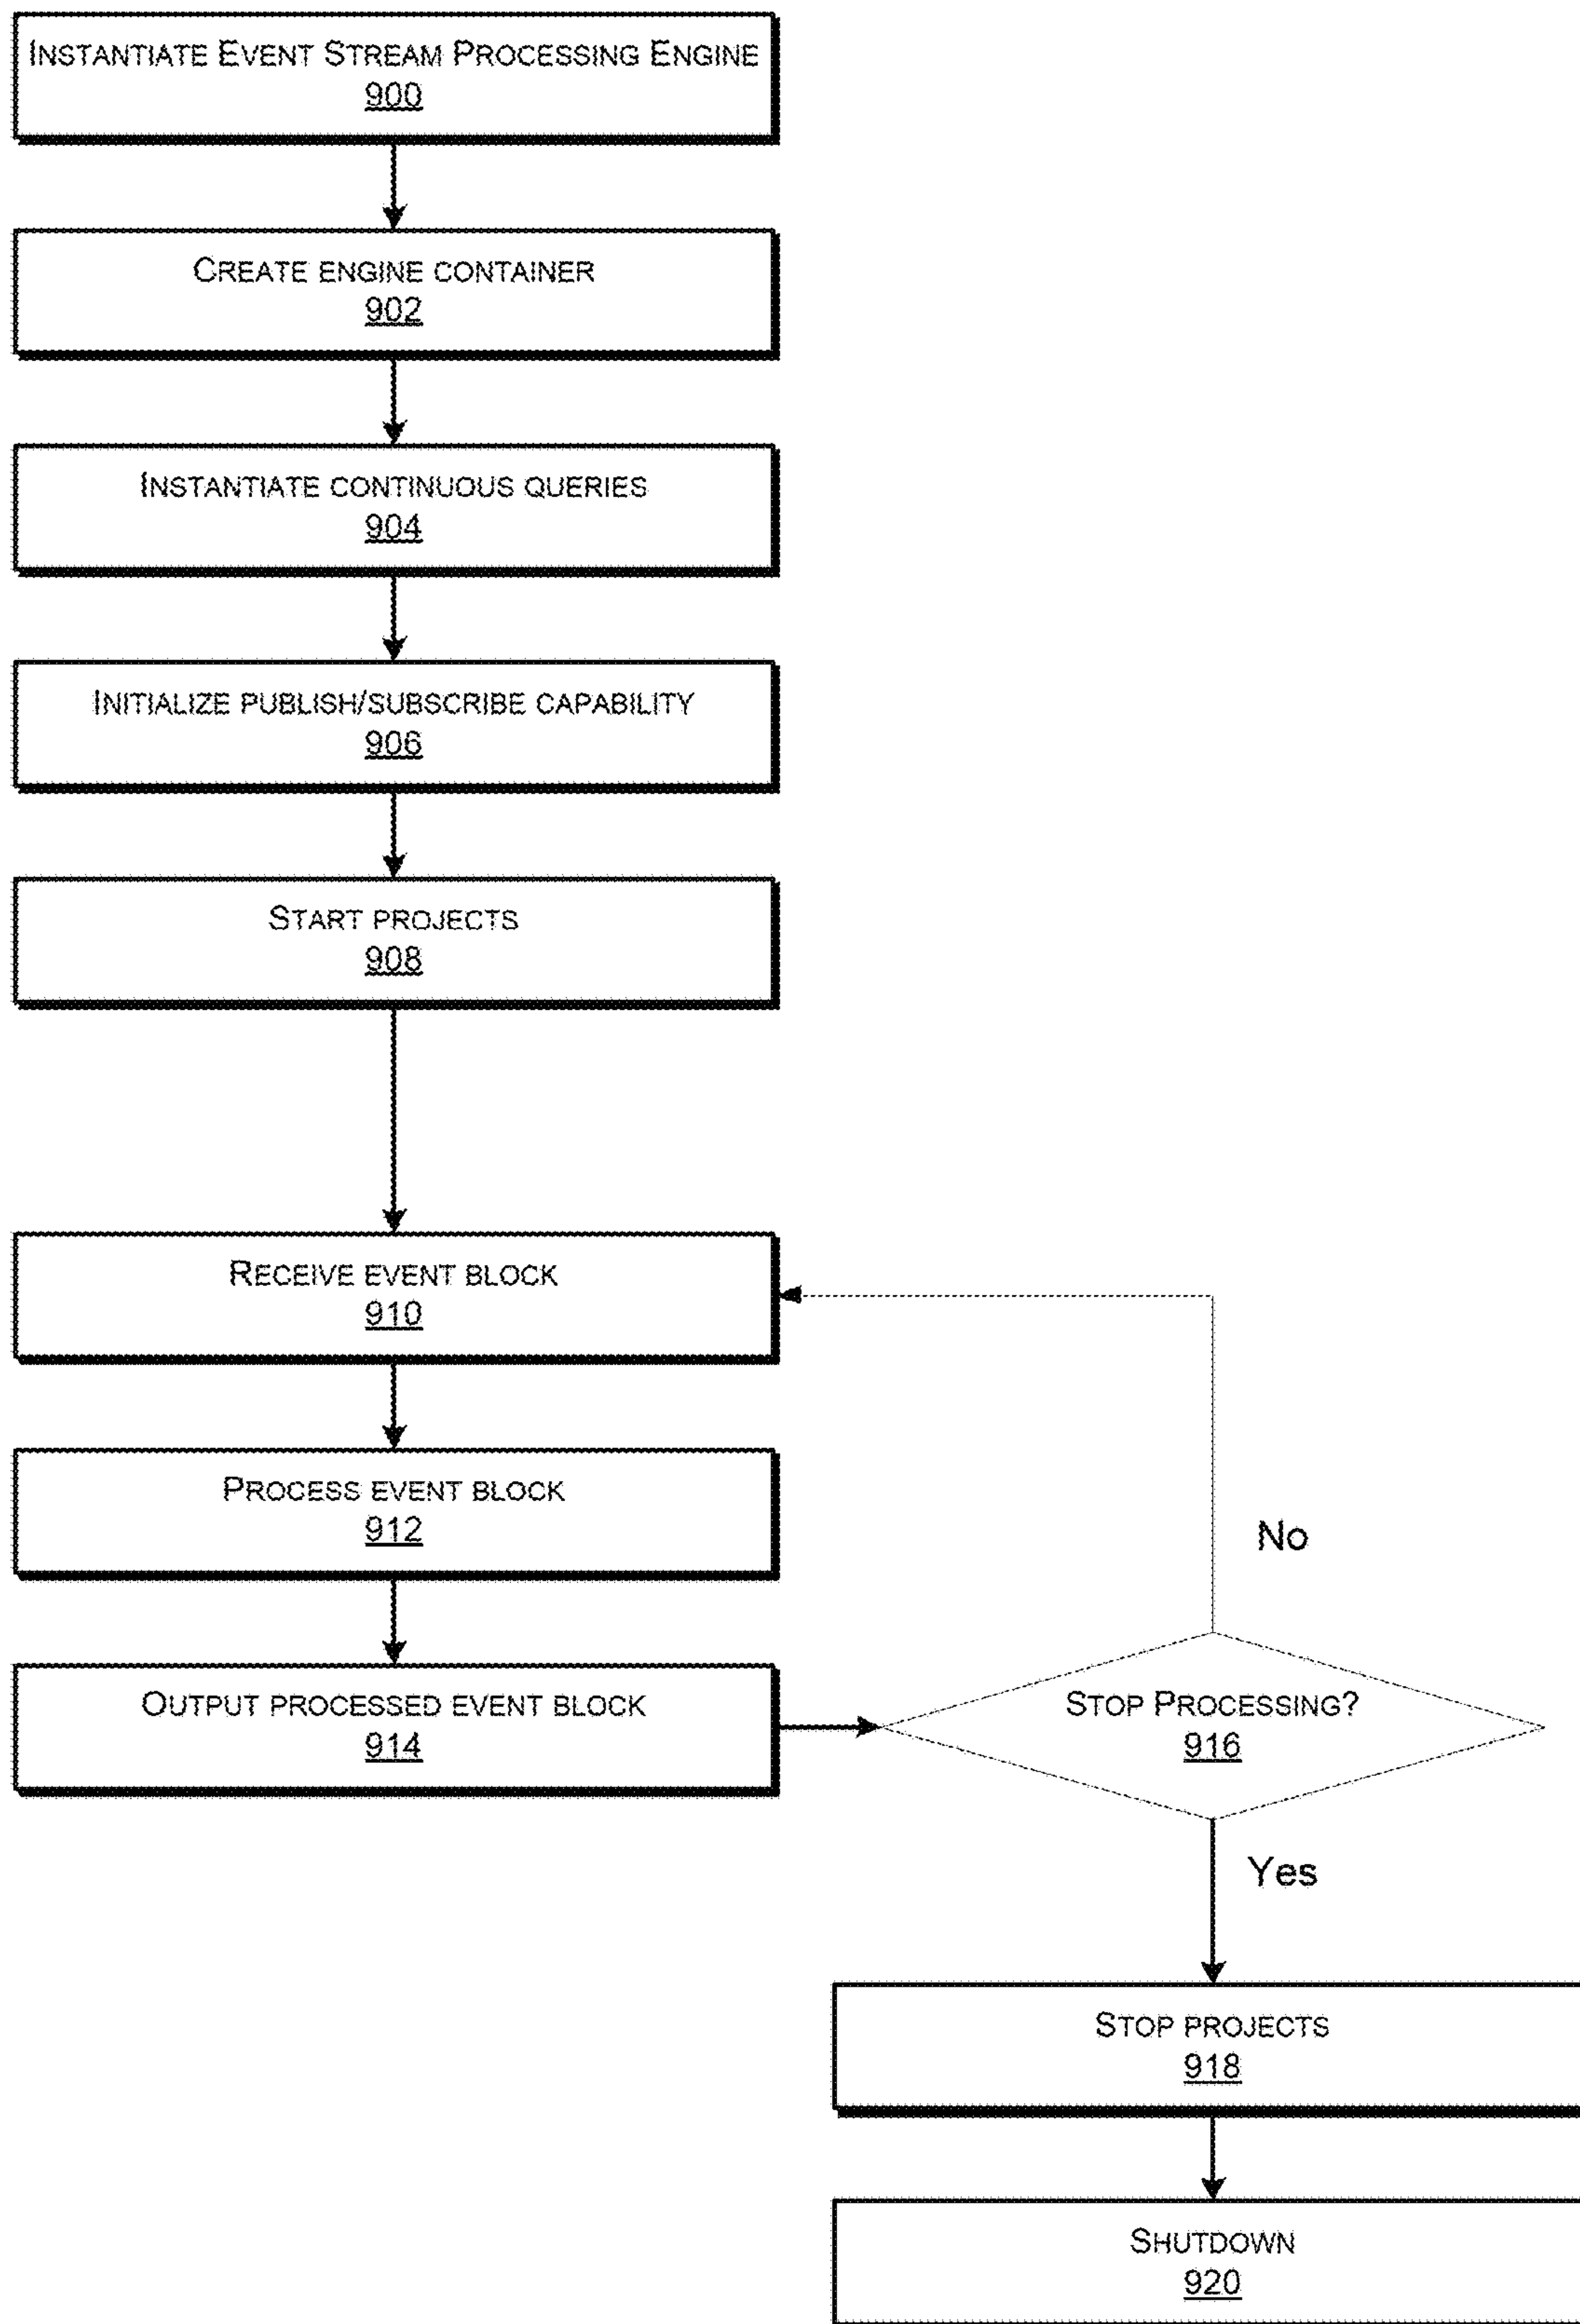 INSTANTIATE EVENT STREAM PROCESSING ENGINE
900
CREATE ENGINE CONTAINER
902
INSTANTIATE CONTINUOUS QUERIES
904
INITIALIZE PUBLISH/SUBSCRIBE CAPABILITY
906
START PROJECTS
908
RECEIVE EVENT BLOCK
910
PROCESS EVENT BLOCK
912
No
OUTPUT PROCESSED EVENT BLOCK
914
STOP PROCESSING?
916
Yes
STOP PROJECTS
918
SHUTDOWN
920